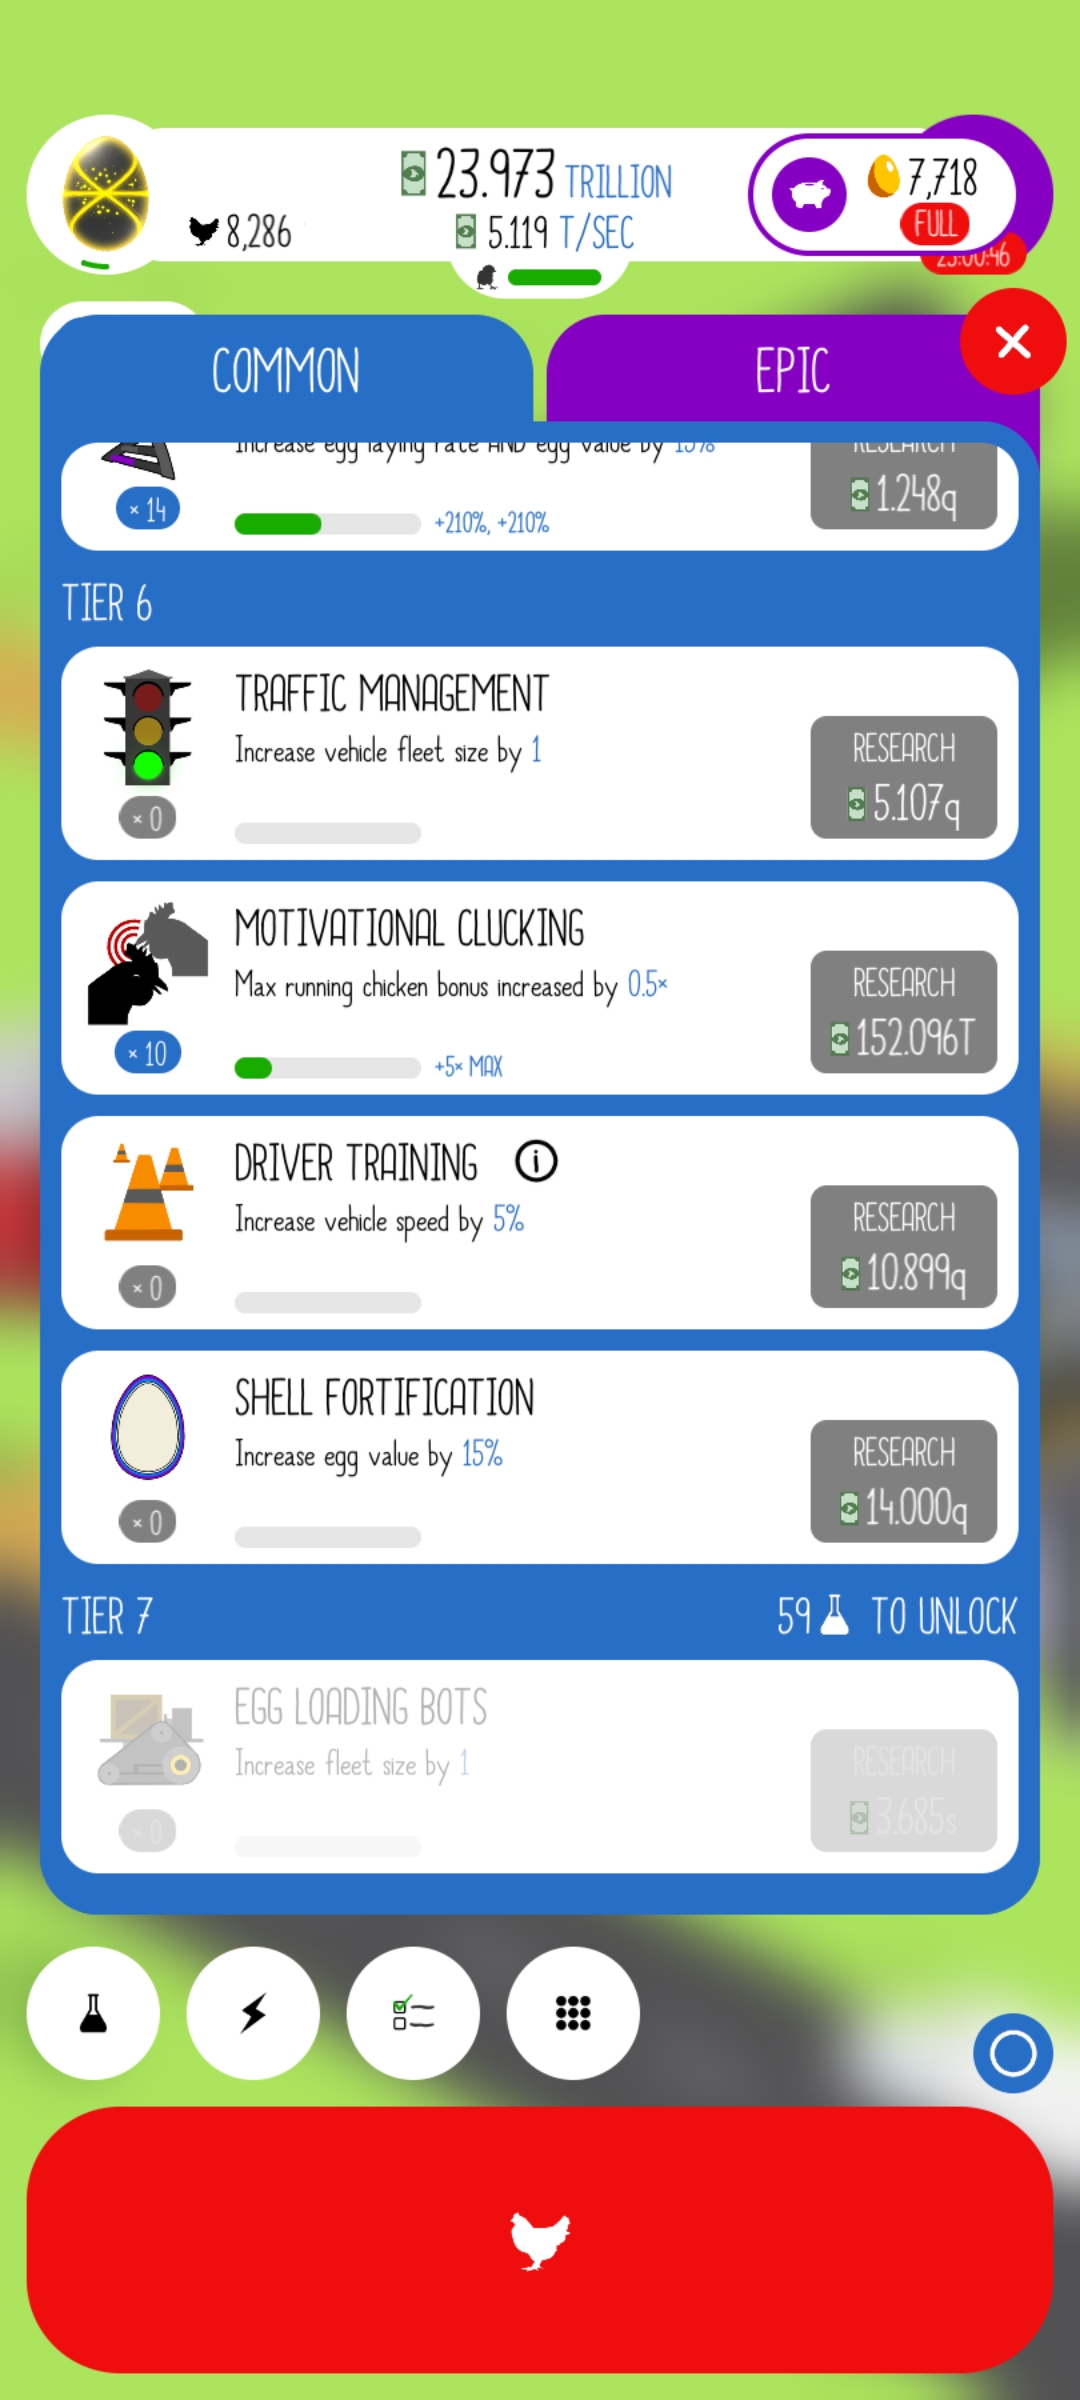 23.973 TRILLION
7,718
8,286
5.119 T/SEC
FULL
23:00:46
COMMON
EPIC
Increase egg laying rate AND egg value by 15%
RESEARCH
× 14
+210%, +210%
1.248q
TIER 6
TRAFFIC MANAGEMENT
Increase vehicle fleet size by 1
RESEARCH
5.107q
× 0
MOTIVATIONAL CLUCKING
Max running chicken bonus increased by 0.5×
RESEARCH
152.096T
× 10
+5× MAX
DRIVER TRAINING
Increase vehicle speed by 5%
RESEARCH
10.899q
× 0
SHELL FORTIFICATION
Increase egg value by 15%
RESEARCH
14.000q
× 0
TIER 7
59 TO UNLOCK
EGG LOADING BOTS
Increase fleet size by 1
RESEARCH
3.685s
× 0